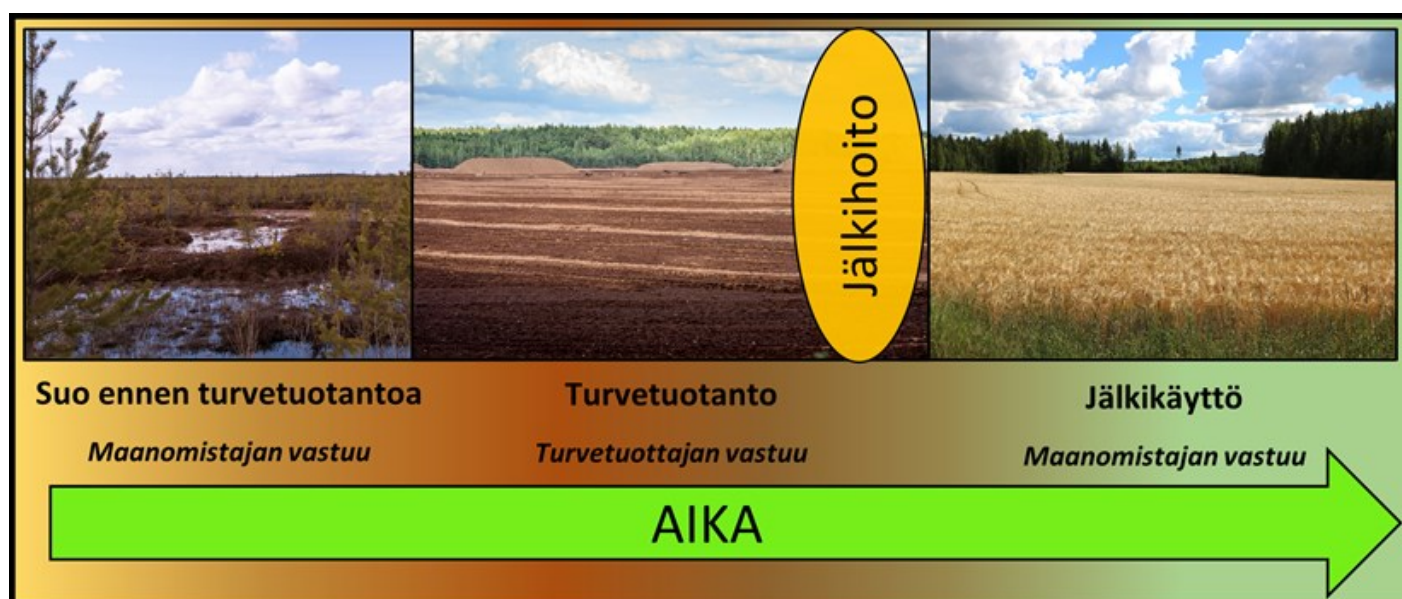 Jälkihoito
Suo ennen turvetuotantoa
Turvetuotanto
Jälkikäyttö
Maanomistajan vastuu
Turvetuottajan vastuu
Maanomistajan vastuu
AIKA